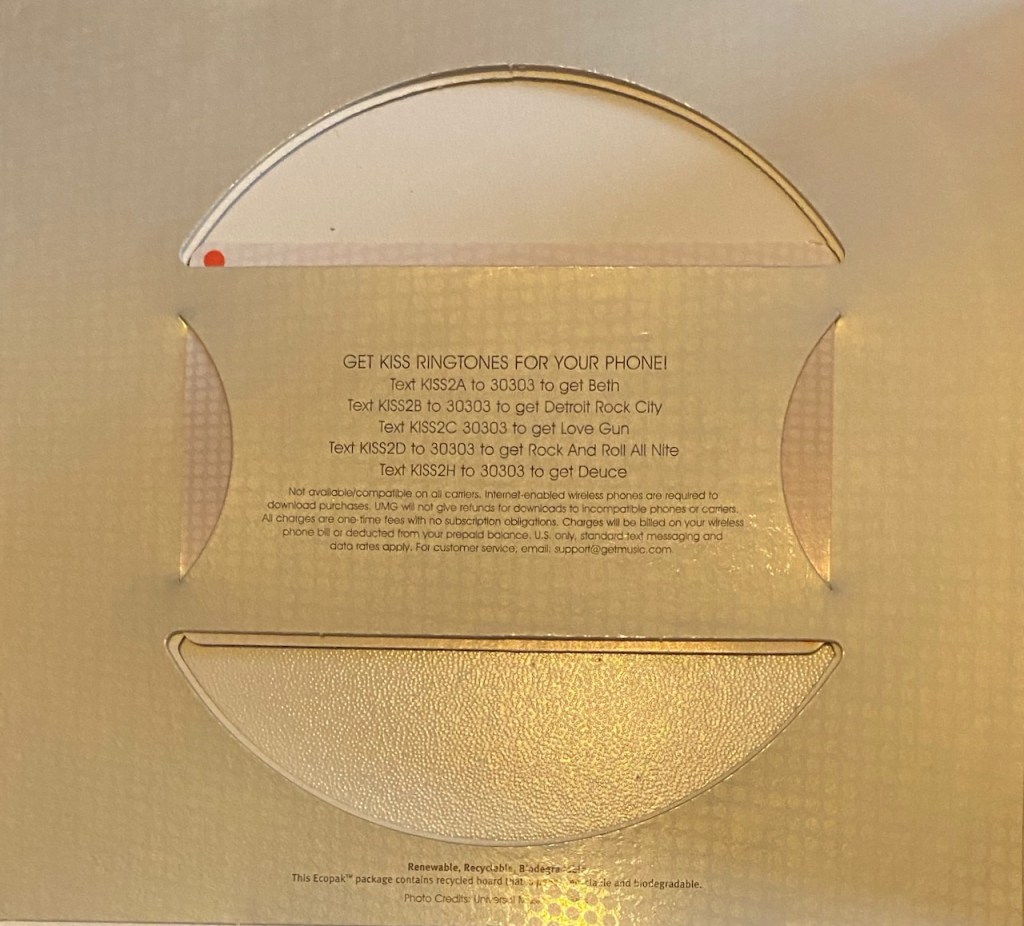 GET KISS RINGTONES FOR YOUR PHONE!
Text KISS2A to 30303 to get Beth
Text KISS2B to 30303 to get Detroit Rock City
Text KISS2C 30303 to get Love Gun
Text KISS2D to 30303 to get Rock And Roll All Nite
Text KISS2H to 30303 to get Deuce
Not available/compatible on all carriers. Internet-enabled wireless phones are required to
download purchases. UMG will not give refunds for downloads to incompatible phones or carriers.
All charges are one-time fees with no subscription obligations. Charges will be billed on your wireless
phone bill or deducted from your prepaid balance. U.S. only, standard text messaging and
data rates apply. For customer service, email: support@getmusic.com
Renewable, Recyclable, Biodegradable
This Ecopak™ package contains recycled board that and biodegradable.
Photo Credits: Universal